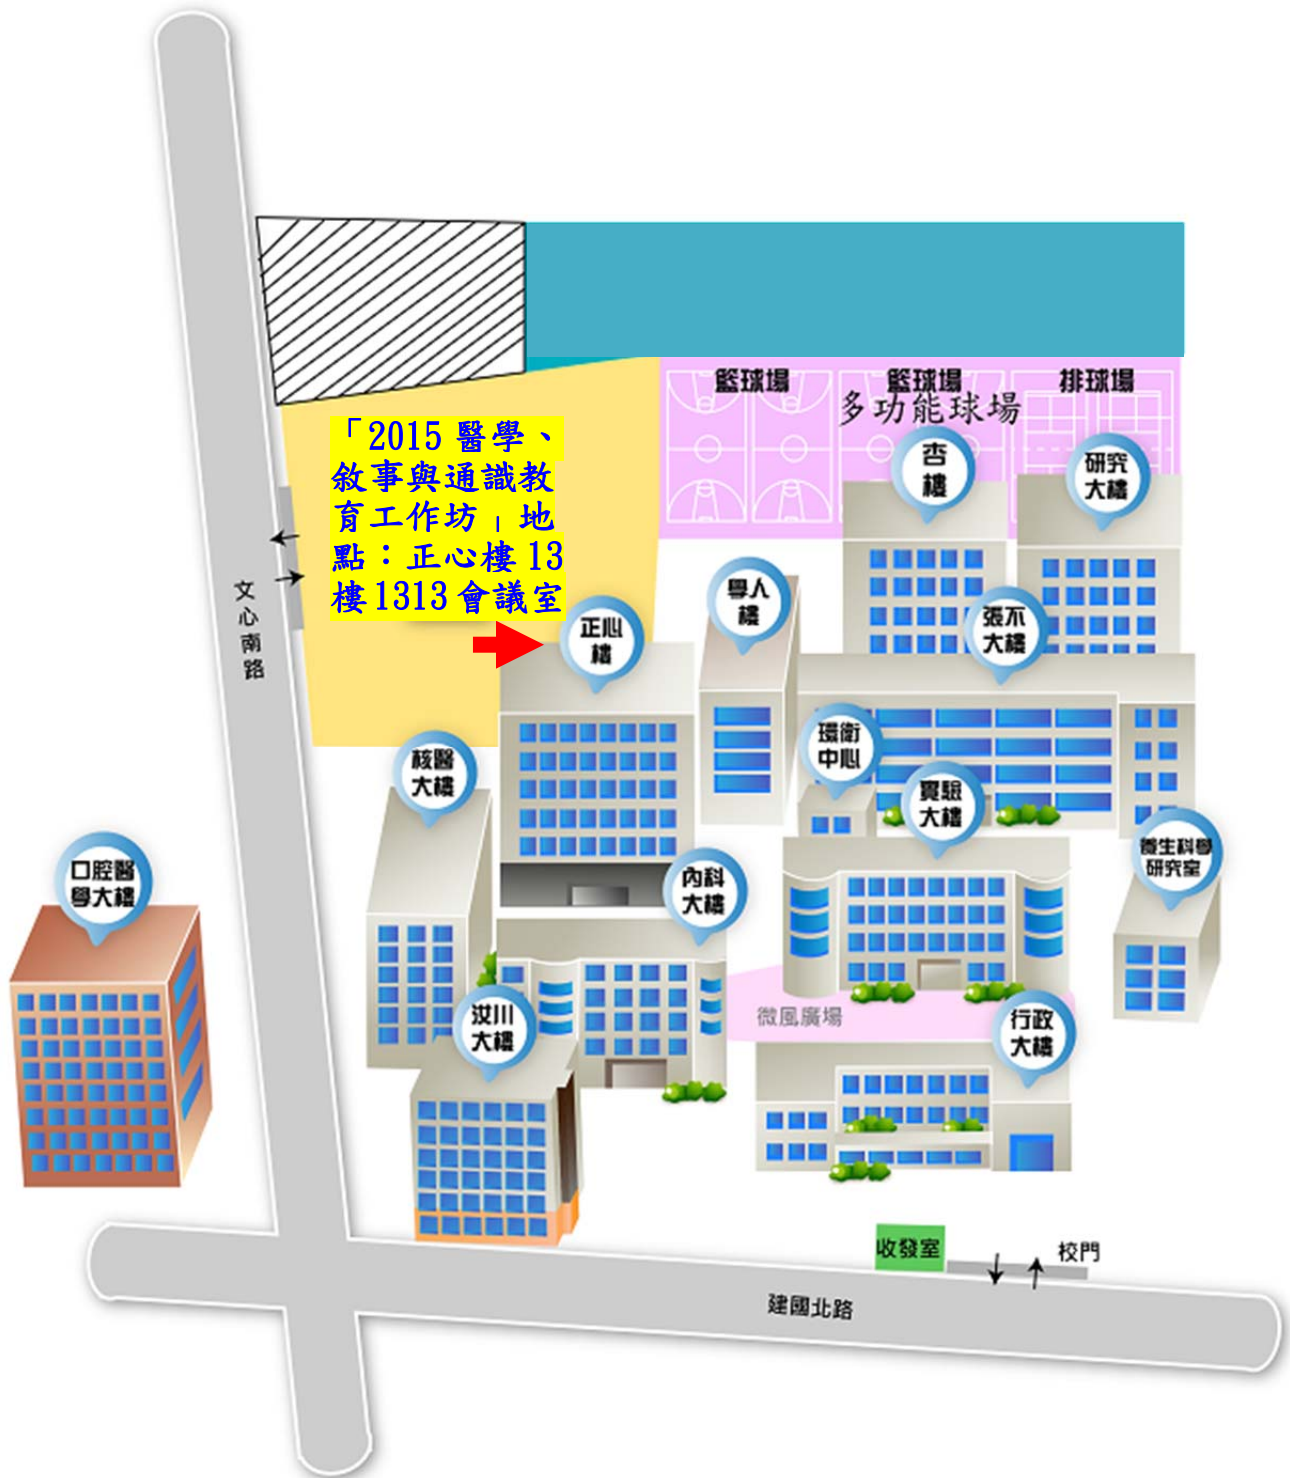 籃球場
籃球場
排球場
多功能球場
「2015 醫學、
敘事與通識教
育工作坊」地
點：正心樓 13
樓 1313 會議室
杏
樓
研究
大樓
學人
樓
正心
樓
張不
大樓
文心南路
環衛
中心
核醫
大樓
實驗
大樓
養生科學
研究室
口腔醫
學大樓
內科
大樓
汝川
大樓
微風廣場
行政
大樓
收發室
校門
建國北路